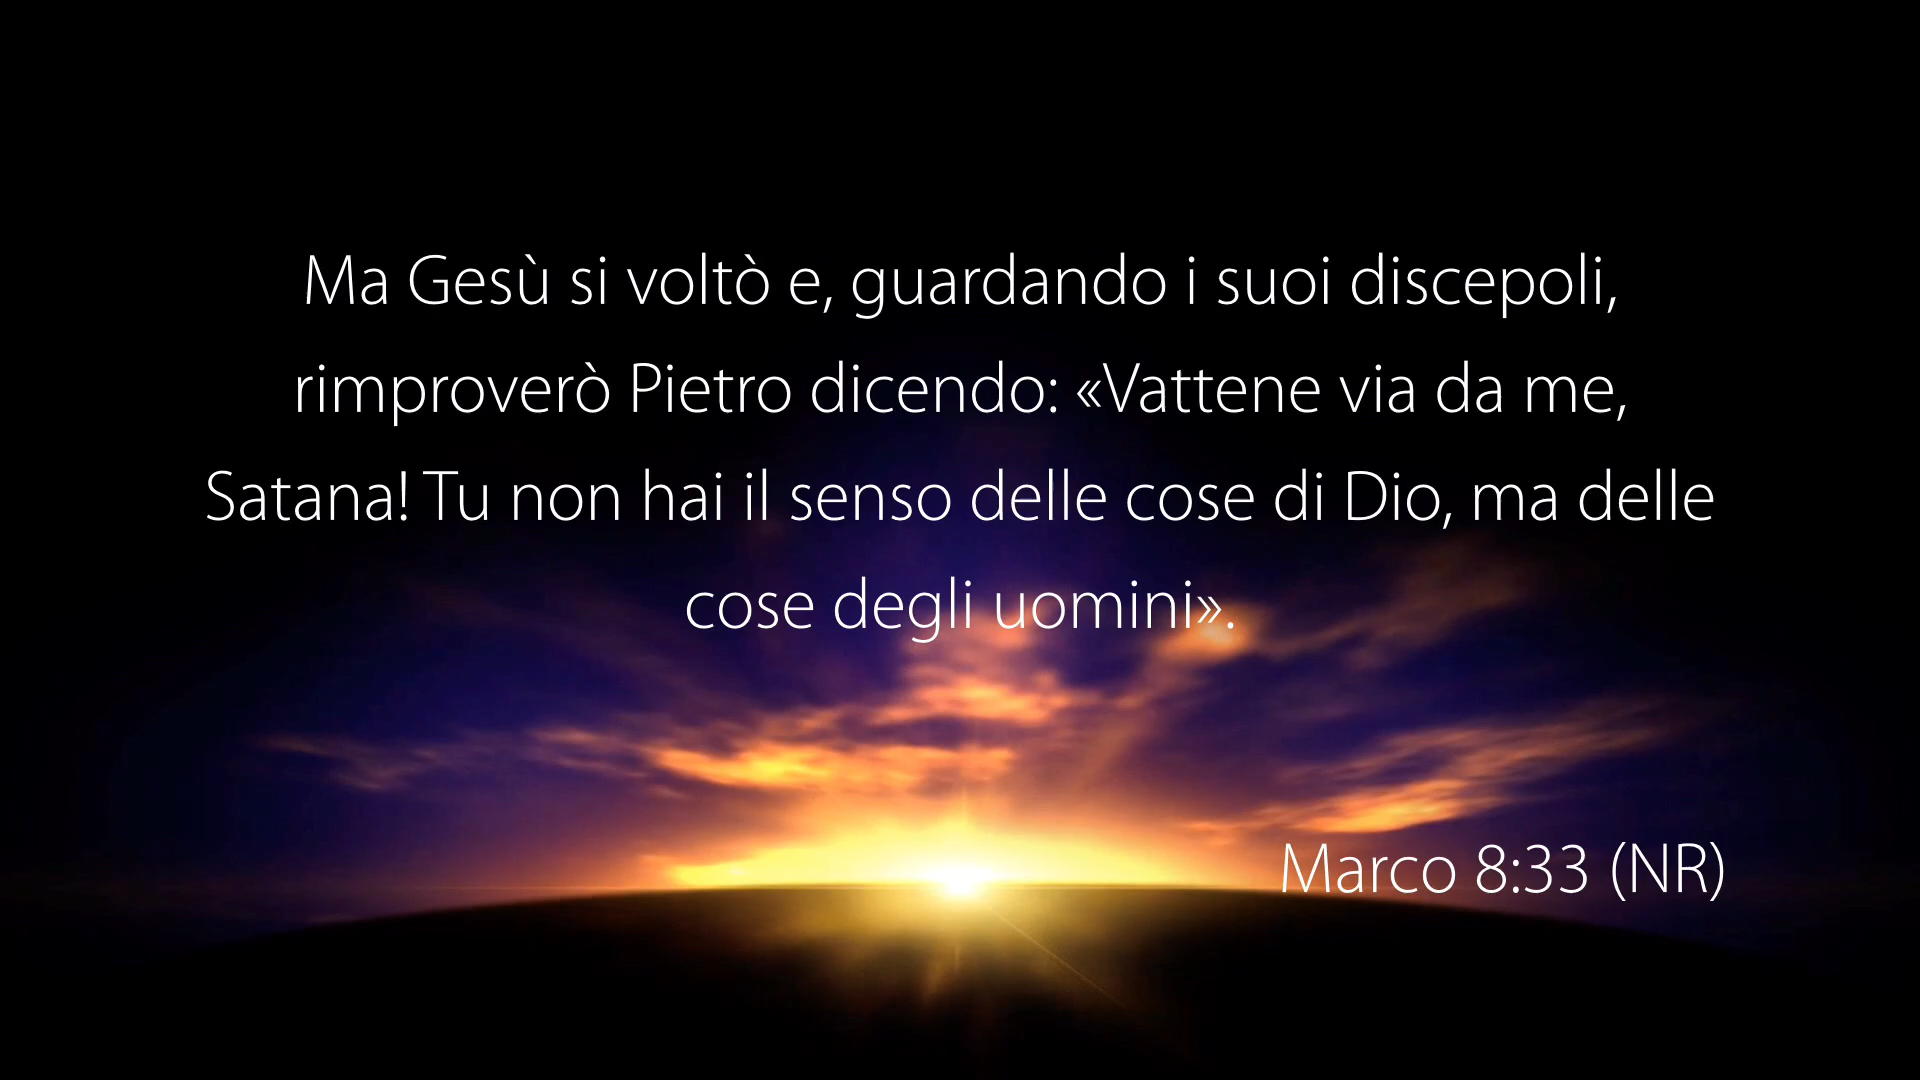 Ma Gesù si voltò e, guardando i suoi discepoli,
rimproverò Pietro dicendo: «Vattene via da me,
Satana! Tu non hai il senso delle cose di Dio, ma delle
cose degli uomini».
Marco 8:33 (NR)